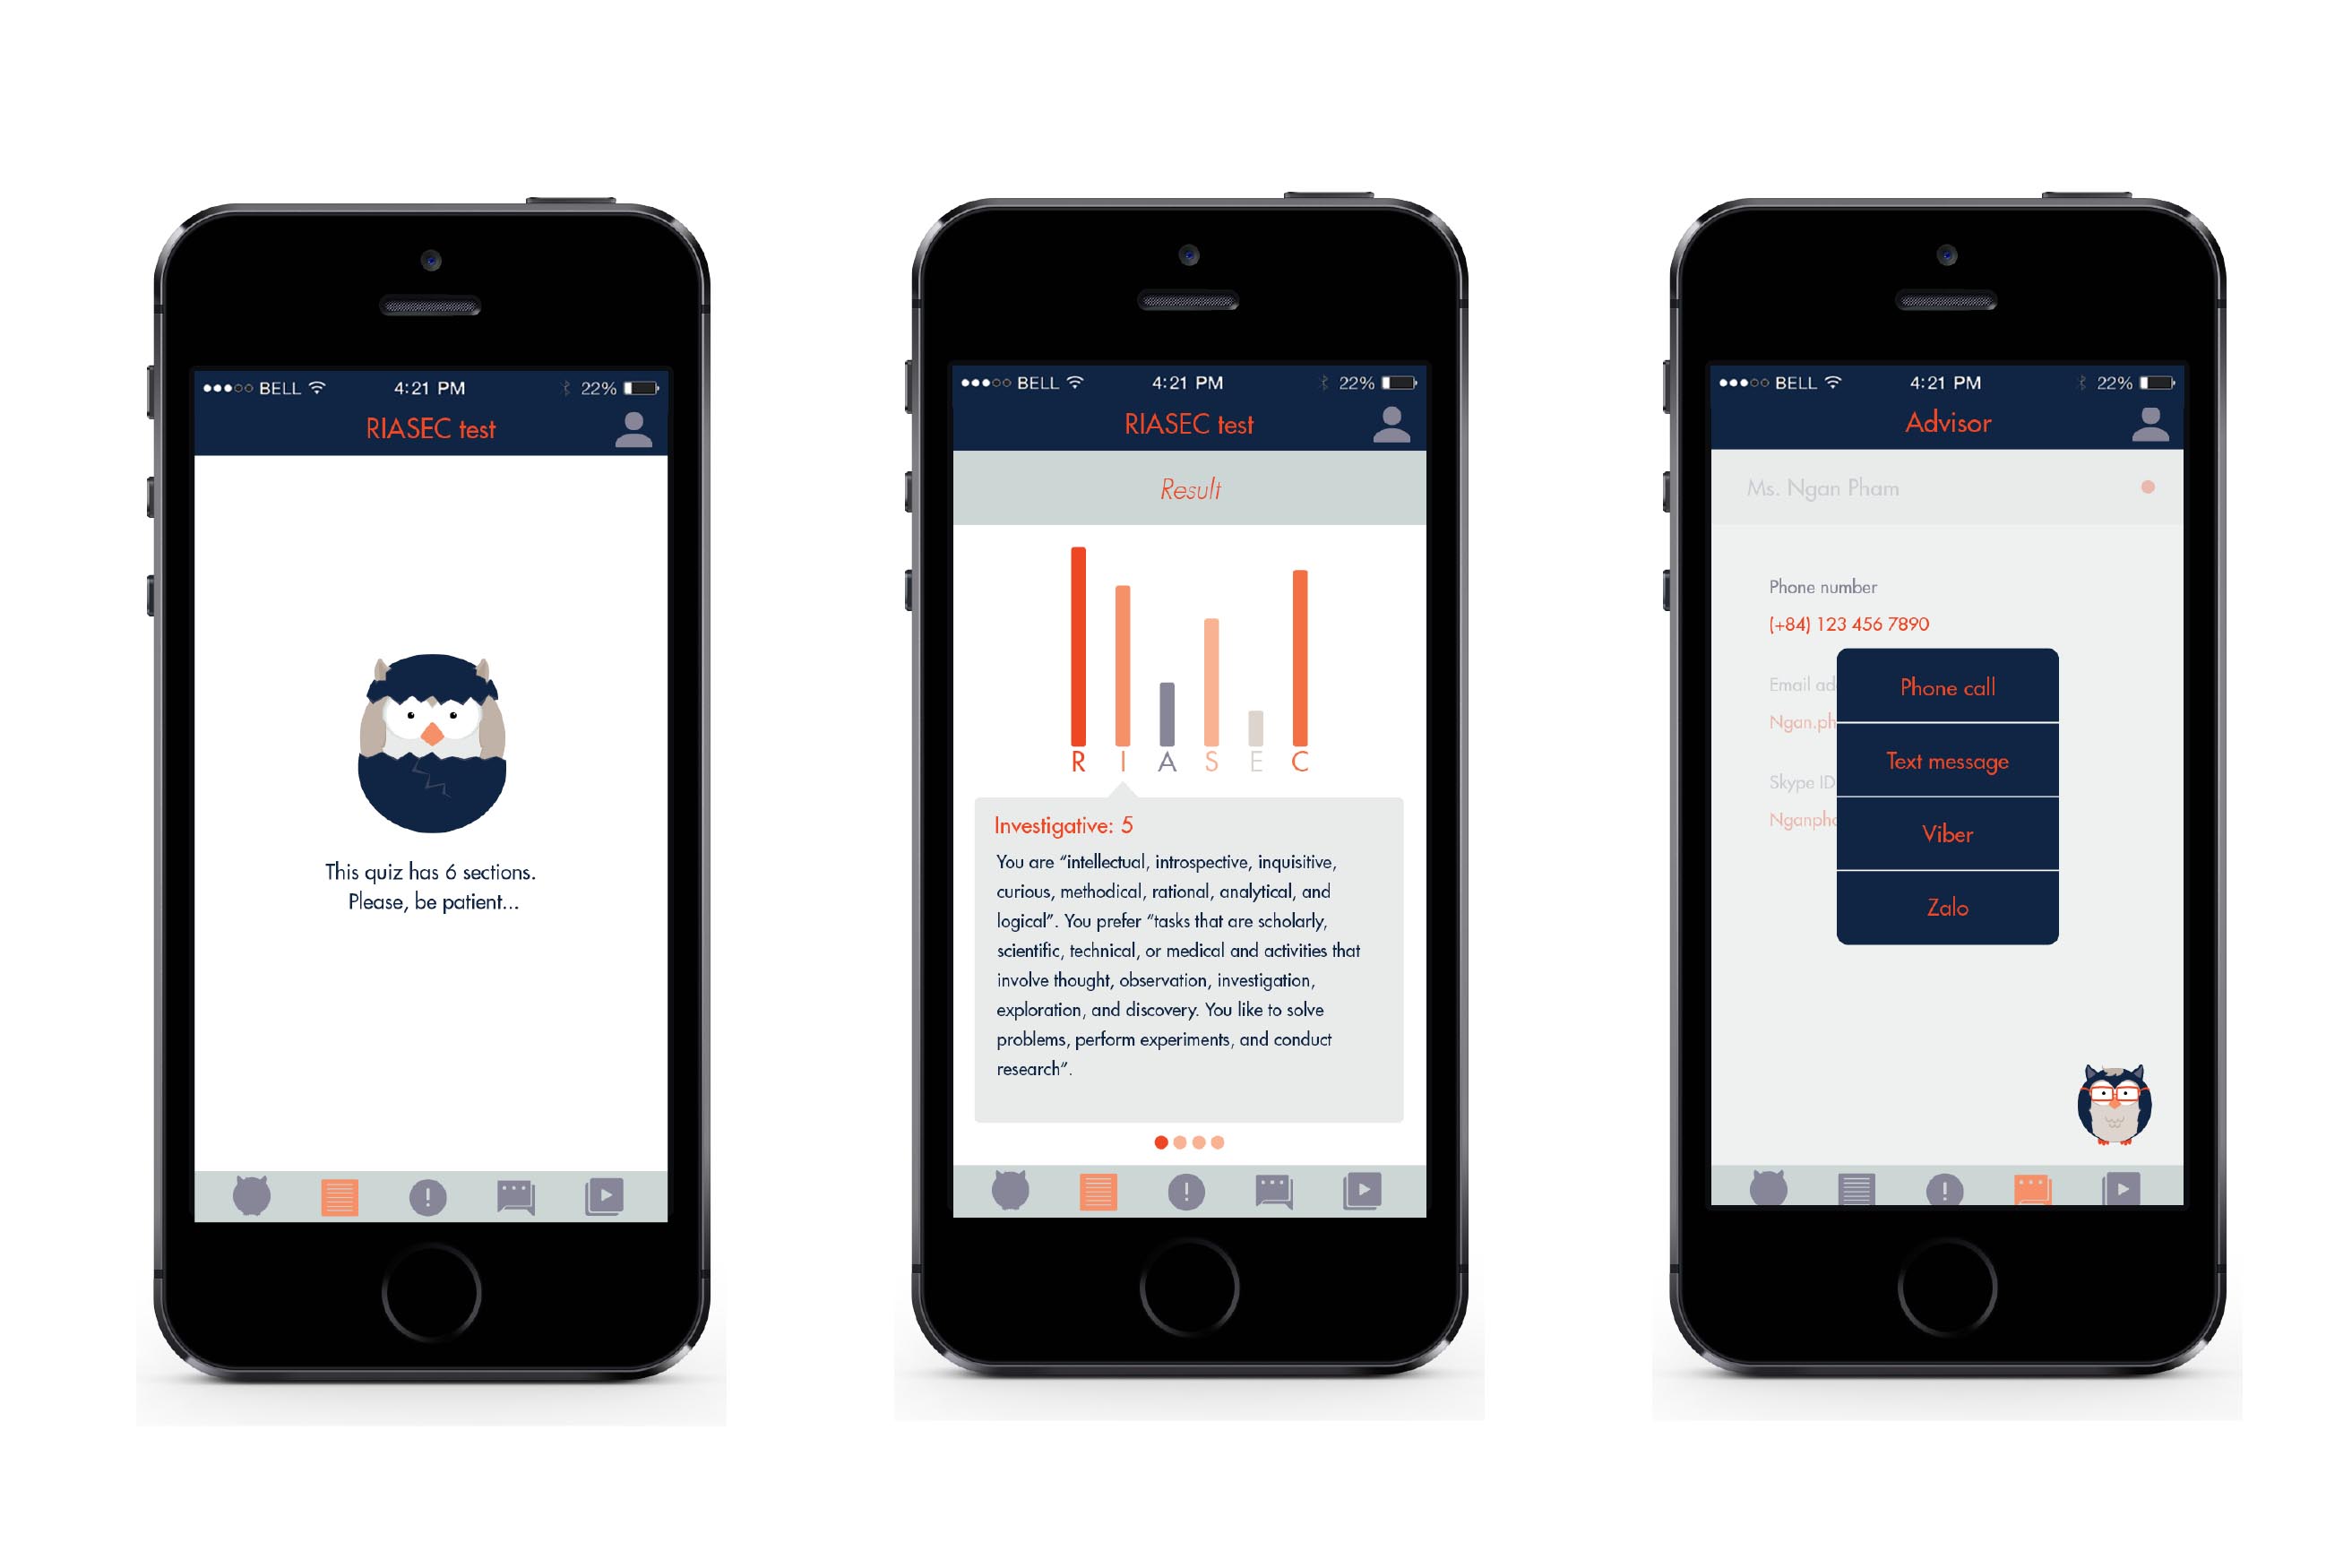 BELL 4:21 PM 22%
RIASEC test
This quiz has 6 sections.
Please, be patient...
BELL 4:21 PM 22%
RIASEC test
Result
R I A S E C
Investigative: 5
You are “intellectual, introspective, inquisitive,
curious, methodical, rational, analytical, and
logical”. You prefer “tasks that are scholarly,
scientific, technical, or medical and activities that
involve thought, observation, investigation,
exploration, and discovery. You like to solve
problems, perform experiments, and conduct
research”.
BELL 4:21 PM 22%
Advisor
Ms. Ngan Pham
Phone number
(+84) 123 456 7890
Email ad
Ngan.ph
Skype ID
Nganpho
Phone call
Text message
Viber
Zalo